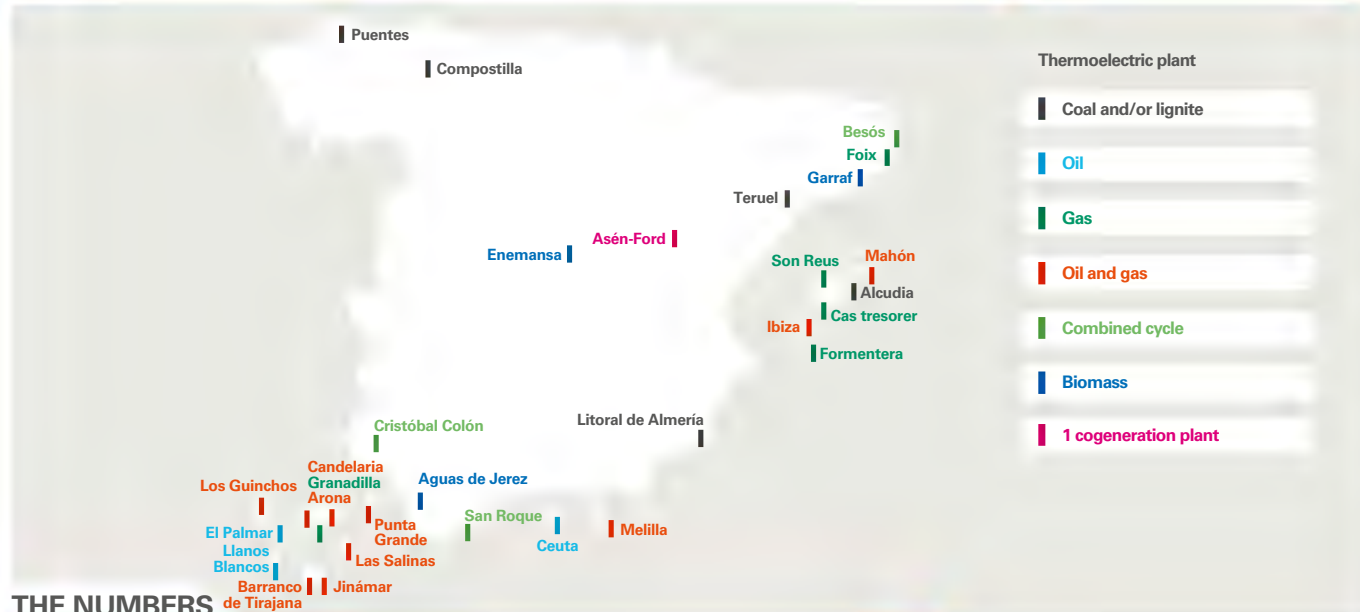 Puentes
Compostilla
Besós
Foix
Garraf
Teruel
Asén-Ford
Enemansa
Son Reus
Mahón
Alcudia
Cas tresorer
Ibiza
Formentera
Litoral de Almería
Cristóbal Colón
Candelaria
Granadilla
Arona
Los Guinchos
Aguas de Jerez
San Roque
Punta
Grande
El Palmar
Llanos
Blancos
Ceuta
Melilla
Las Salinas
Barranco
de Tirajana
Jinámar
THE NUMBERS
Thermoelectric plant
Coal and/or lignite
Oil
Gas
Oil and gas
Combined cycle
Biomass
1 cogeneration plant